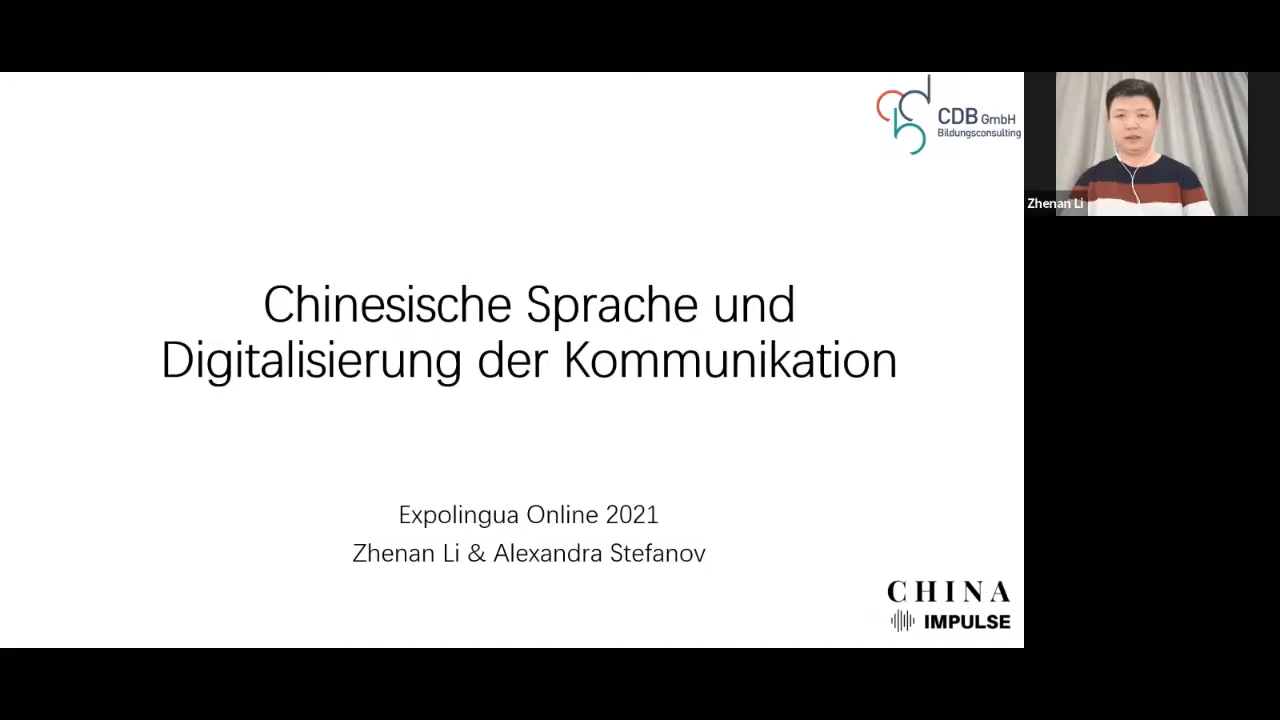 CDB GmbH
Bildungsconsulting
Zhenan Li
Chinesische Sprache und
Digitalisierung der Kommunikation
Expolingua Online 2021
Zhenan Li & Alexandra Stefanov
CHINA
IMPULSE